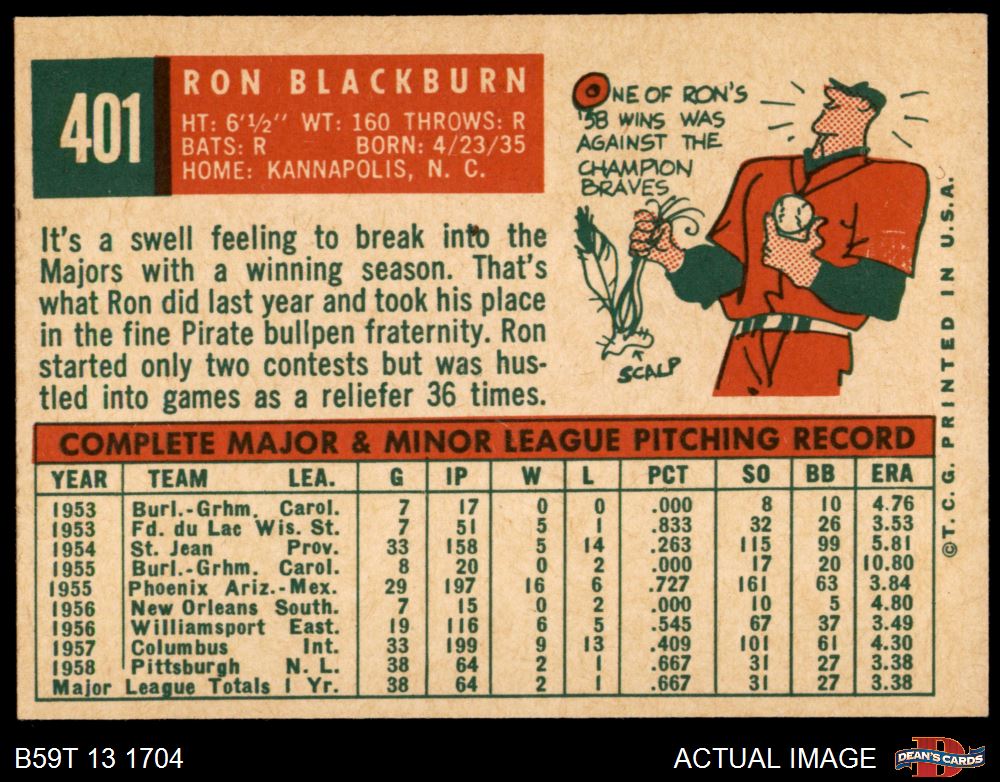 401
RON BLACKBURN
HT: 6'1/2" WT: 160 THROWS: R
BATS: R BORN: 4/23/35
HOME: KANNAPOLIS, N. C.
ONE OF RON'S
'58 WINS WAS
AGAINST THE
CHAMPION
BRAVES
SCALP
It's a swell feeling to break into the
Majors with a winning season. That's
what Ron did last year and took his place
in the fine Pirate bullpen fraternity. Ron
started only two contests but was hus-
tled into games as a reliefer 36 times.
COMPLETE MAJOR & MINOR LEAGUE PITCHING RECORD
YEAR TEAM LEA. G IP W L PCT SO BB ERA
1953 Burl.-Grhm. Carol. 7 17 0 0 .000 8 10 4.76
1953 Fd. du Lac Wis. St. 7 51 5 1 .833 32 26 3.53
1954 St. Jean Prov. 33 158 5 14 .263 115 99 5.81
1955 Burl.-Grhm. Carol. 8 20 0 2 .000 17 20 10.80
1955 Phoenix Ariz.-Mex. 29 197 16 6 .727 161 63 3.84
1956 New Orleans South. 7 15 0 2 .000 10 5 4.80
1956 Williamsport East. 19 116 6 5 .545 67 37 3.49
1957 Columbus Int. 33 199 9 13 .409 101 61 4.30
1958 Pittsburgh N. L. 38 64 2 1 .667 31 27 3.38
Major League Totals 1 Yr. 38 64 2 1 .667 31 27 3.38
©T. C. G. PRINTED IN U.S.A.
B59T 13 1704
ACTUAL IMAGE
D
DEAN'S CARDS